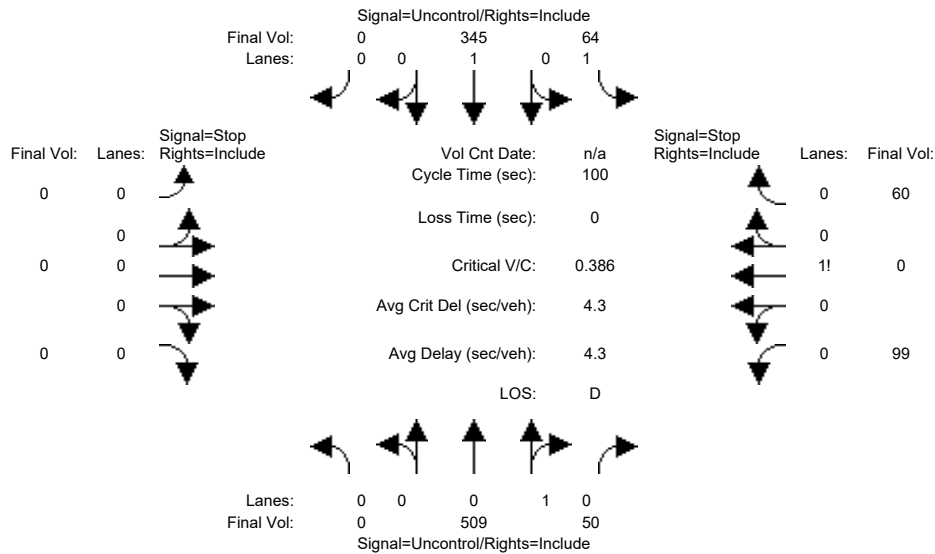 Signal=Uncontrol/Rights=Include
Final Vol: 0 345 64
Lanes: 0 0 1 0 1
Signal=Stop Signal=Stop
Final Vol: Lanes: Rights=Include Vol Cnt Date: n/a Rights=Include Lanes: Final Vol:
Cycle Time (sec): 100
0 0 0 60
Loss Time (sec): 0
0 0
0 0 Critical V/C: 0.386 1! 0
0 Avg Crit Del (sec/veh): 4.3 0
0 0 Avg Delay (sec/veh): 4.3 0 99
LOS: D
Lanes: 0 0 0 1 0
Final Vol: 0 509 50
Signal=Uncontrol/Rights=Include